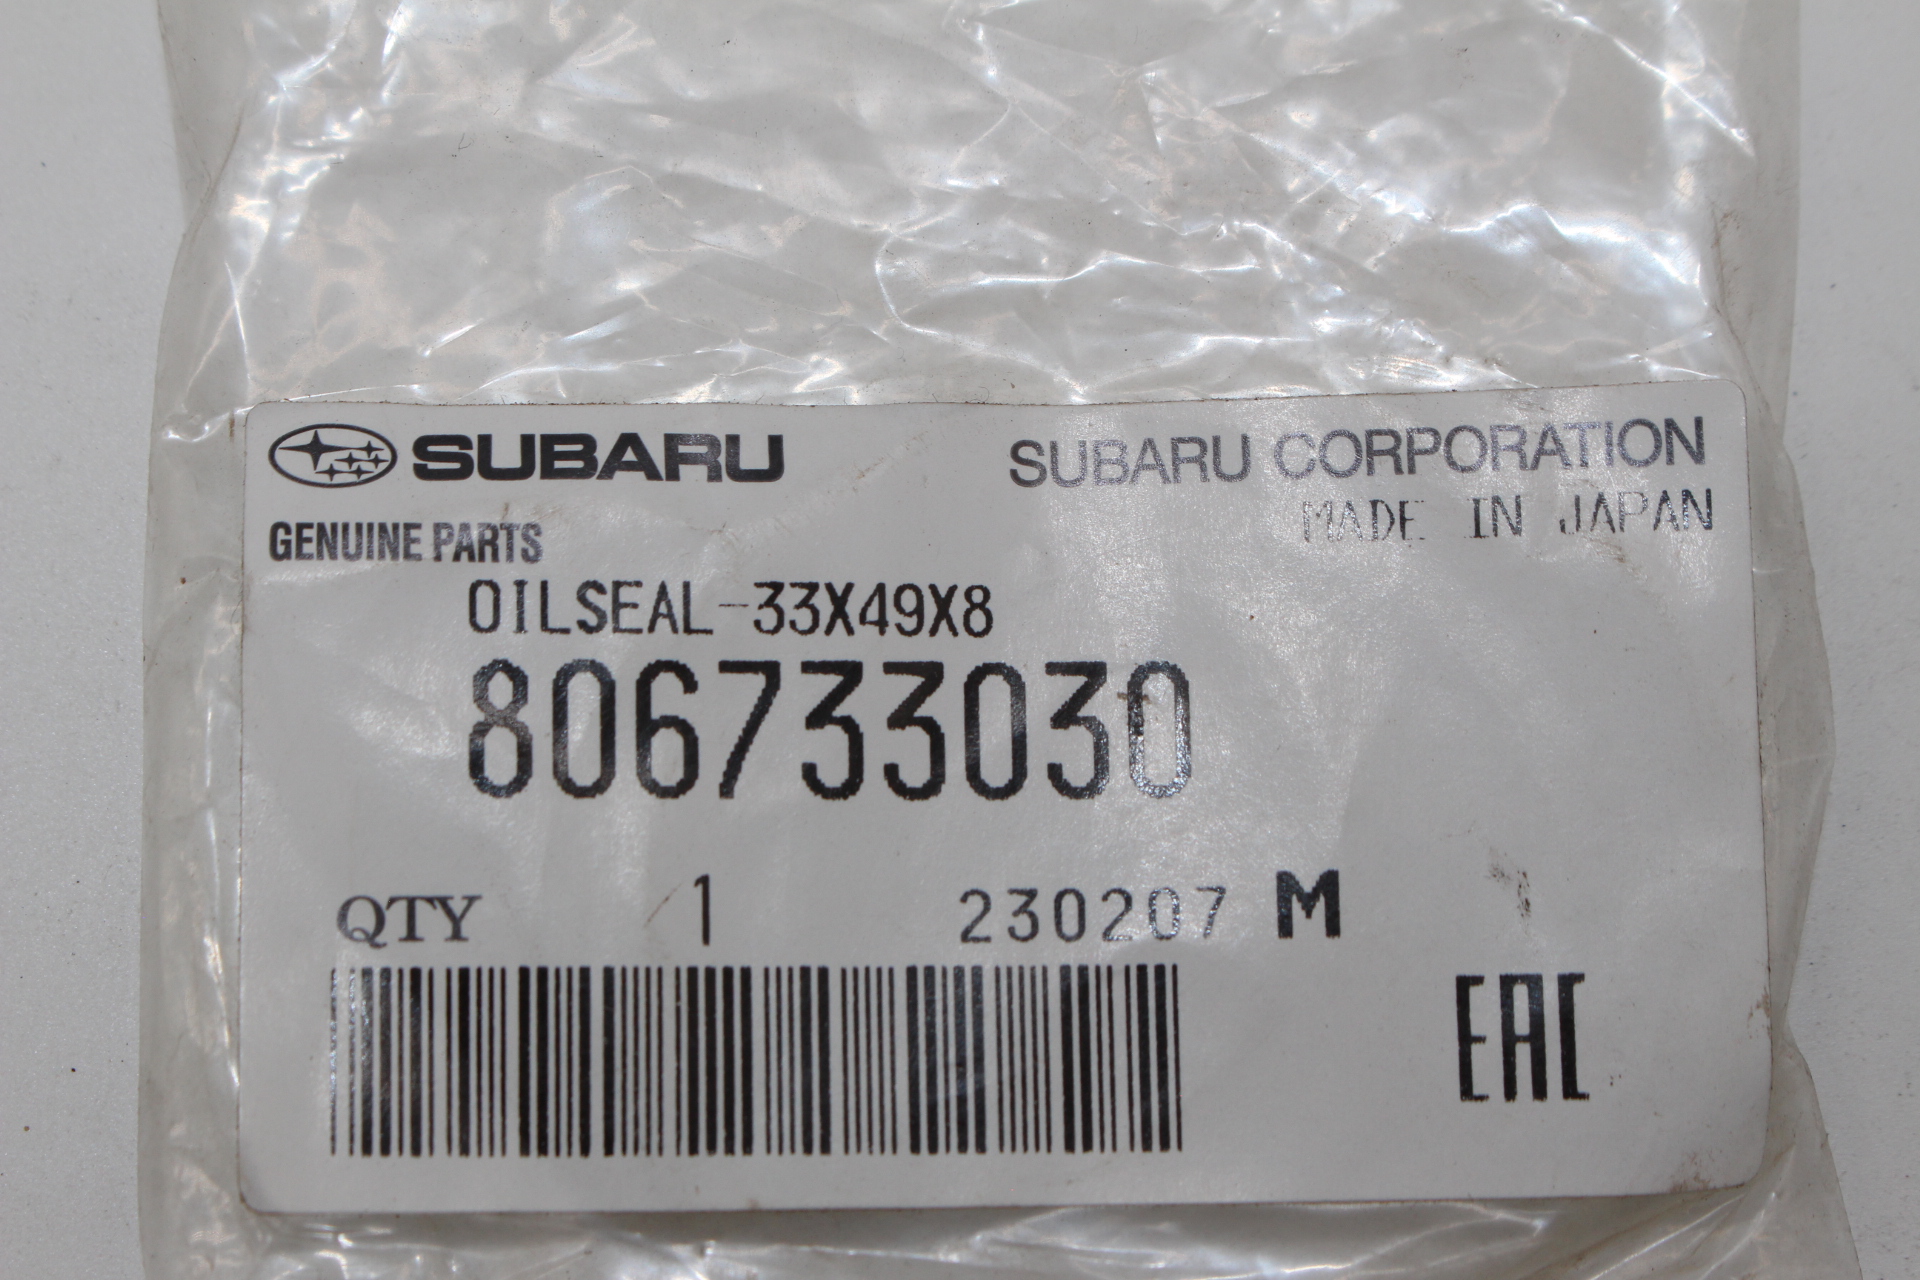 SUBARU SUBARU CORPORATION
MADE IN JAPAN
GENUINE PARTS
OILSEAL-33X49X8
806733030
QTY 1 230207 M
EAC